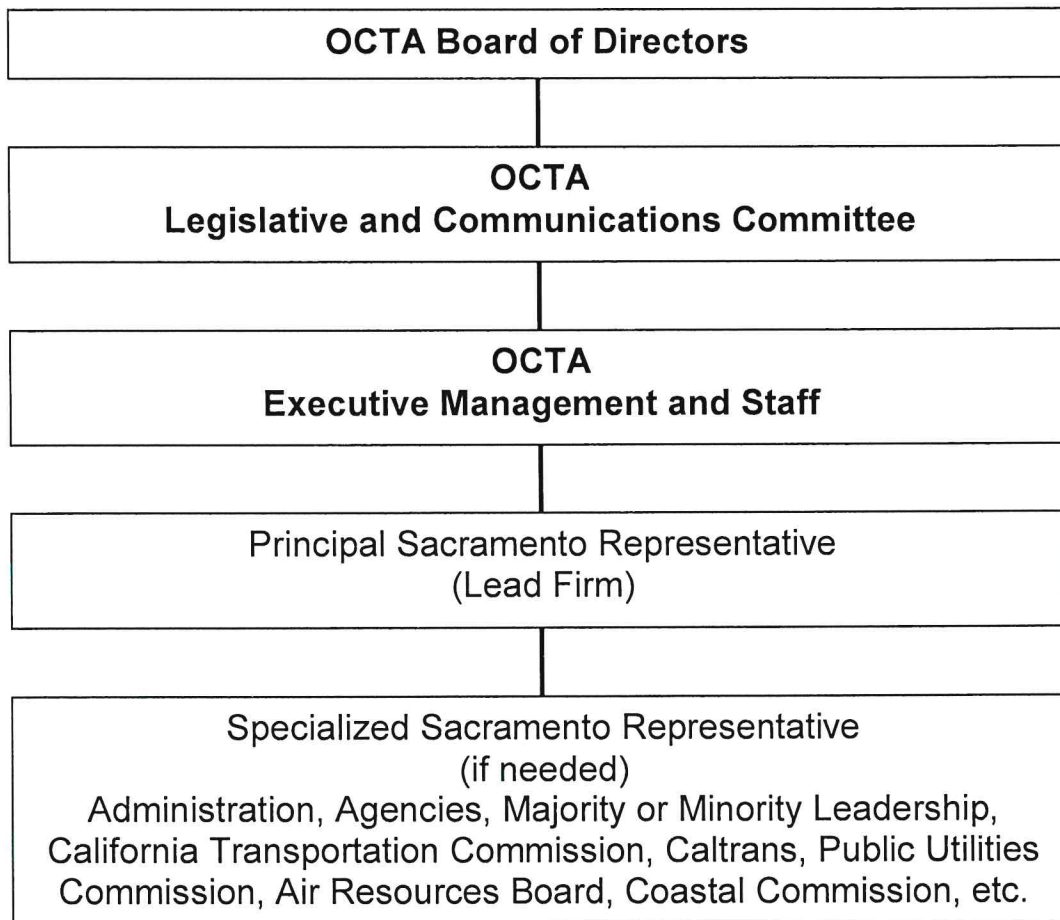 OCTA Board of Directors
OCTA
Legislative and Communications Committee
OCTA
Executive Management and Staff
Principal Sacramento Representative
(Lead Firm)
Specialized Sacramento Representative
(if needed)
Administration, Agencies, Majority or Minority Leadership,
California Transportation Commission, Caltrans, Public Utilities
Commission, Air Resources Board, Coastal Commission, etc.